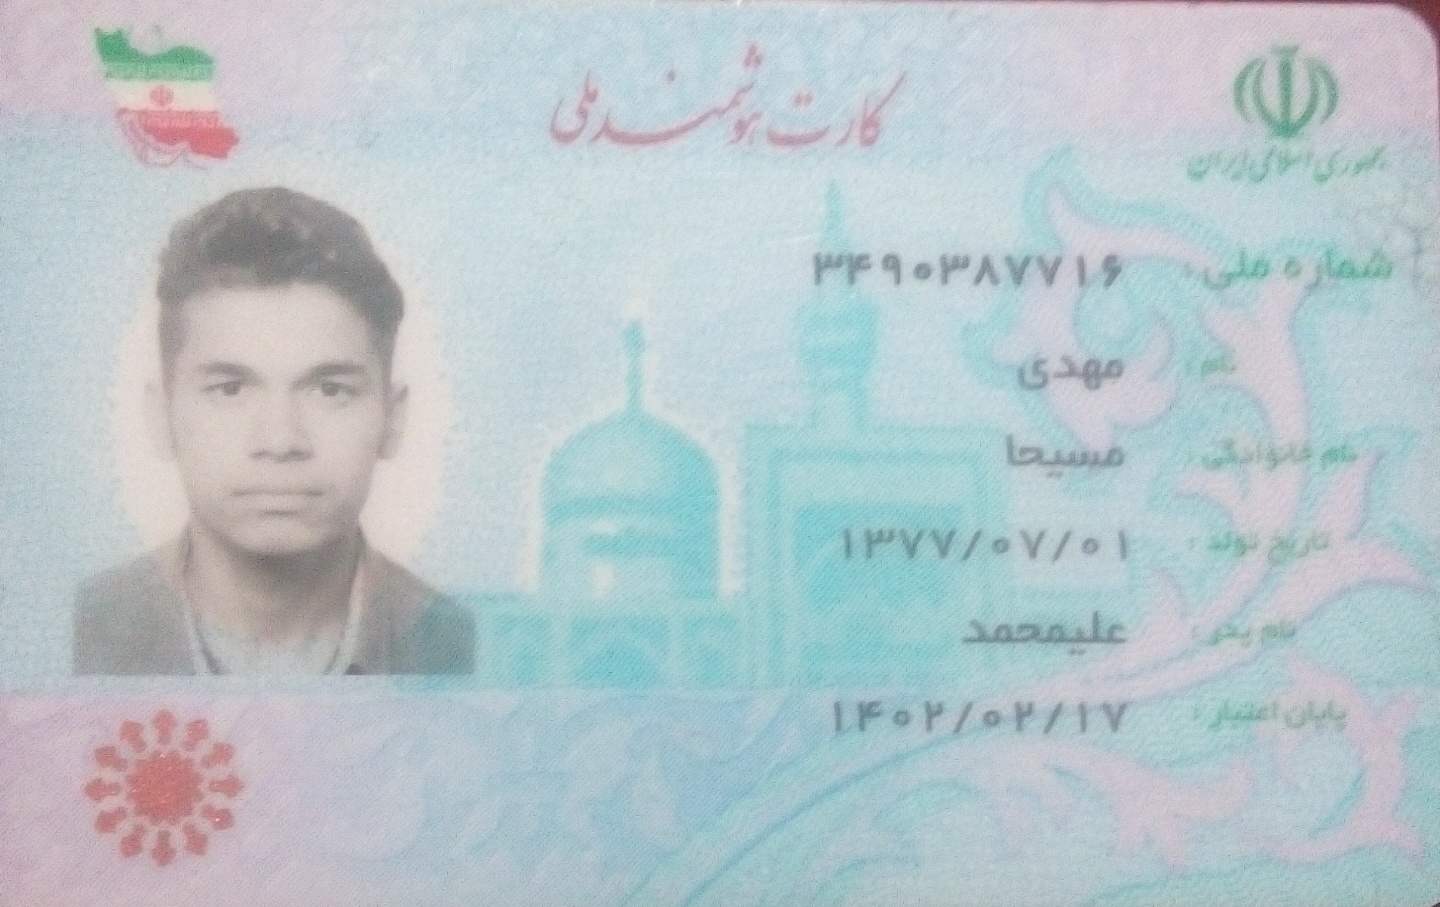 کارت هوشمند ملی
جمهوری اسلامی ایران
شماره ملی : ۳۴۹۰۳۸۷۷۱۶
نام : مهدی
نام خانوادگی : مسیحا
تاریخ تولد : ۱۳۷۷/۰۷/۰۱
نام پدر : علیمحمد
پایان اعتبار : ۱۴۰۲/۰۲/۱۷